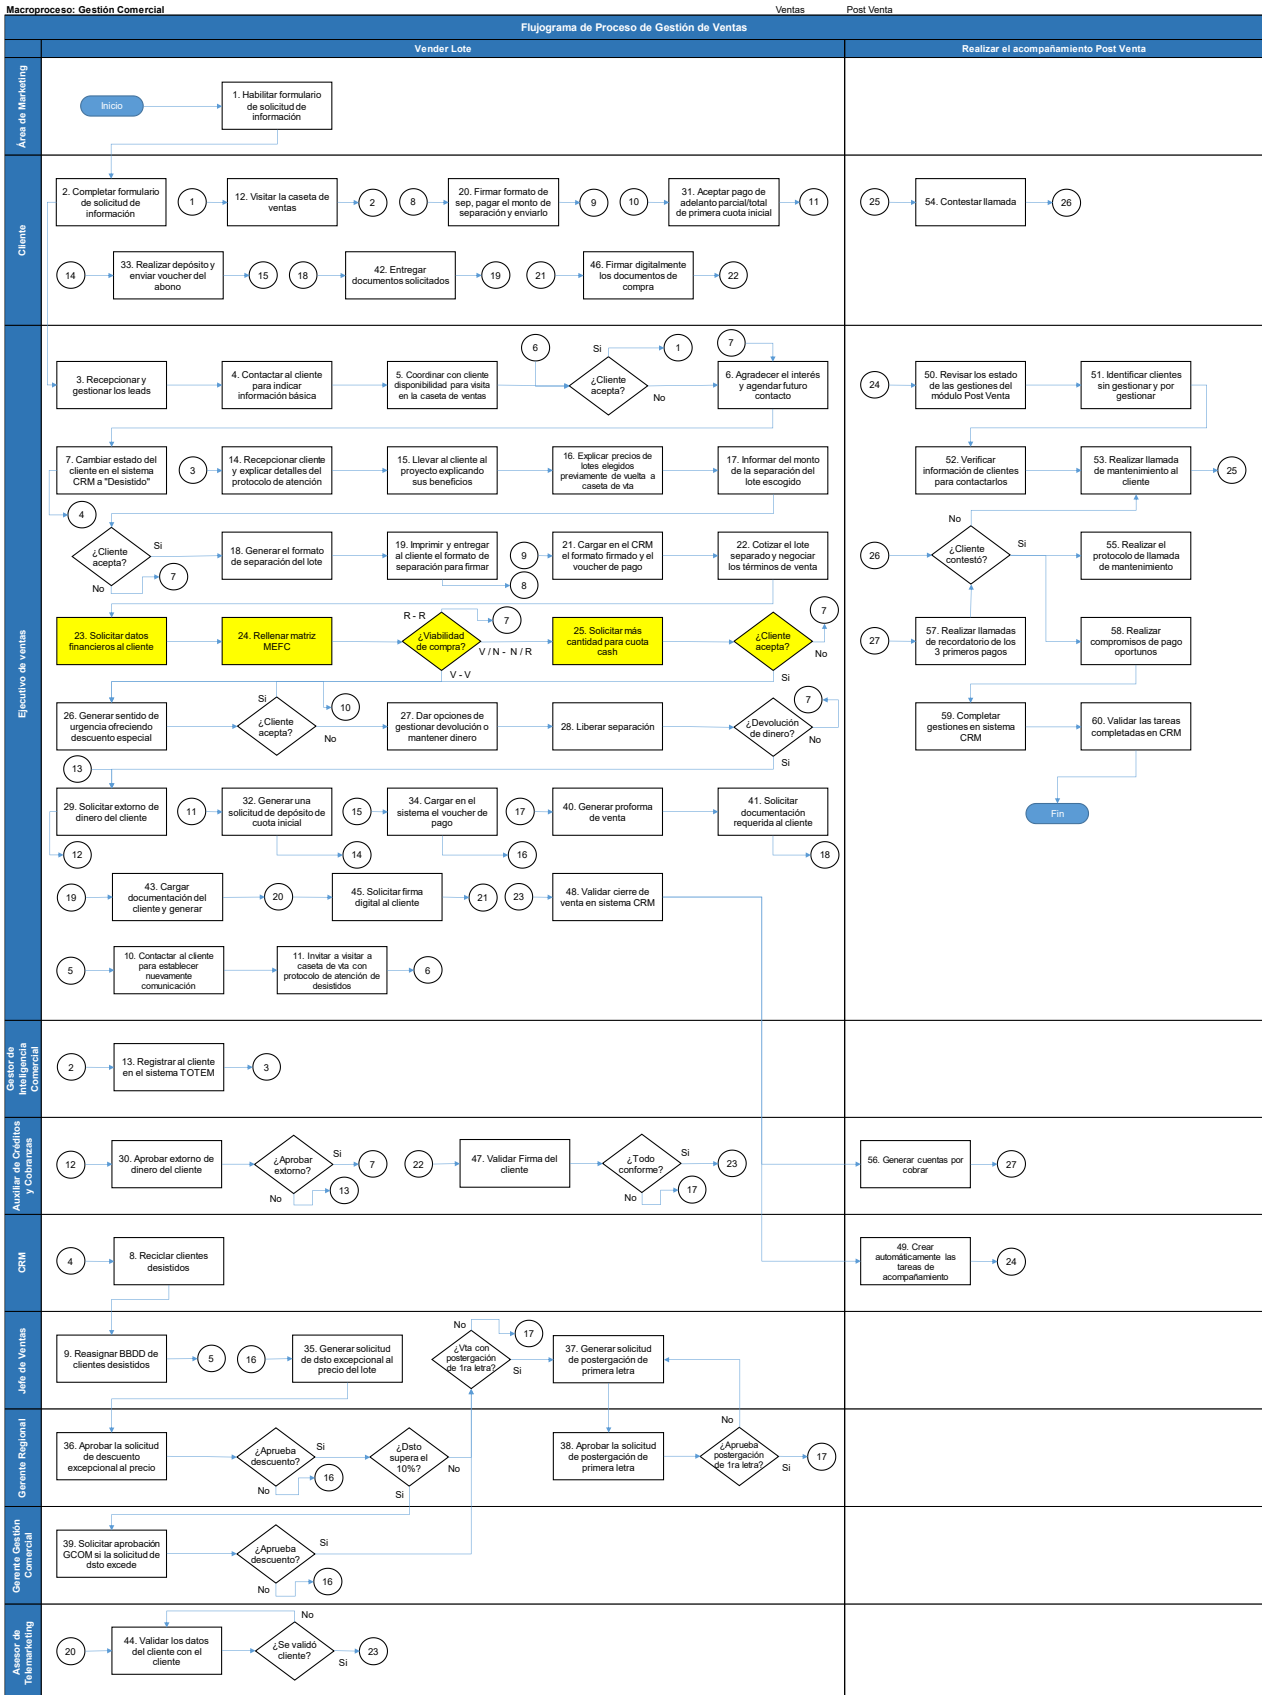 Macroproceso: Gestión Comercial
Ventas
Post Venta
Flujograma de Proceso de Gestión de Ventas
Vender Lote
Realizar el acompañamiento Post Venta
Área de Marketing
Inicio
1. Habilitar formulario
de solicitud de
información
Cliente
2. Completar formulario
de solicitud de
información
1
12. Visitar la caseta de
ventas
2
8
20. Firmar formato de
sep, pagar el monto de
separación y enviarlo
9
10
31. Aceptar pago de
adelanto parcial/total
de primera cuota inicial
11
25
54. Contestar llamada
26
14
33. Realizar depósito y
enviar voucher del
abono
15
18
42. Entregar
documentos solicitados
19
21
46. Firmar digitalmente
los documentos de
compra
22
Ejecutivo de ventas
3. Recepcionar y
gestionar los leads
4. Contactar al cliente
para indicar
información básica
5. Coordinar con cliente
disponibilidad para visita
en la caseta de ventas
6
¿Cliente
acepta?
Si
1
No
7
6. Agradecer el interés
y agendar futuro
contacto
24
50. Revisar los estado
de las gestiones del
módulo Post Venta
51. Identificar clientes
sin gestionar y por
gestionar
7. Cambiar estado del
cliente en el sistema
CRM a "Desistido"
4
3
14. Recepcionar cliente
y explicar detalles del
protocolo de atención
15. Llevar al cliente al
proyecto explicando
sus beneficios
16. Explicar precios de
lotes elegidos
previamente de vuelta a
caseta de vta
17. Informar del monto
de la separación del
lote escogido
52. Verificar
información de clientes
para contactarlos
53. Realizar llamada
de mantenimiento al
cliente
25
¿Cliente
acepta?
Si
No
7
18. Generar el formato
de separación del lote
19. Imprimir y entregar
al cliente el formato de
separación para firmar
8
9
21. Cargar en el CRM
el formato firmado y el
voucher de pago
22. Cotizar el lote
separado y negociar
los términos de venta
26
¿Cliente
contestó?
No
Si
55. Realizar el
protocolo de llamada
de mantenimiento
23. Solicitar datos
financieros al cliente
24. Rellenar matriz
MEFC
R - R
7
¿Viabilidad
de compra?
V / N - N / R
V - V
25. Solicitar más
cantidad para cuota
cash
¿Cliente
acepta?
7
No
Si
27
57. Realizar llamadas
de recordatorio de los
3 primeros pagos
58. Realizar
compromisos de pago
oportunos
26. Generar sentido de
urgencia ofreciendo
descuento especial
Si
¿Cliente
acepta?
No
10
27. Dar opciones de
gestionar devolución o
mantener dinero
28. Liberar separación
¿Devolución
de dinero?
7
No
Si
59. Completar
gestiones en sistema
CRM
60. Validar las tareas
completadas en CRM
13
29. Solicitar extorno de
dinero del cliente
12
11
32. Generar una
solicitud de depósito de
cuota inicial
14
15
34. Cargar en el
sistema el voucher de
pago
16
17
40. Generar proforma
de venta
41. Solicitar
documentación
requerida al cliente
18
Fin
19
43. Cargar
documentación del
cliente y generar
20
45. Solicitar firma
digital al cliente
21
23
48. Validar cierre de
venta en sistema CRM
5
10. Contactar al cliente
para establecer
nuevamente
comunicación
11. Invitar a visitar a
caseta de vta con
protocolo de atención de
desistidos
6
Gestor de
Inteligencia
Comercial
2
13. Registrar al cliente
en el sistema TOTEM
3
Auxiliar de Créditos
y Cobranzas
12
30. Aprobar extorno de
dinero del cliente
¿Aprobar
extorno?
Si
7
No
13
22
47. Validar Firma del
cliente
¿Todo
conforme?
Si
23
No
17
56. Generar cuentas por
cobrar
27
CRM
4
8. Reciclar clientes
desistidos
49. Crear
automáticamente las
tareas de
acompañamiento
24
Jefe de Ventas
9. Reasignar BBDD de
clientes desistidos
5
16
35. Generar solicitud
de dsto excepcional al
precio del lote
No
17
¿Vta con
postergación
de 1ra letra?
Si
37. Generar solicitud
de postergación de
primera letra
Gerente Regional
36. Aprobar la solicitud
de descuento
excepcional al precio
¿Aprueba
descuento?
Si
No
16
¿Dsto
supera el
10%?
No
Si
38. Aprobar la solicitud
de postergación de
primera letra
No
¿Aprueba
postergación
de 1ra letra?
Si
17
Gerente Gestión
Comercial
39. Solicitar aprobación
GCOM si la solicitud de
dsto excede
¿Aprueba
descuento?
Si
No
16
Asesor de
Telemarketing
20
44. Validar los datos
del cliente con el
cliente
No
¿Se validó
cliente?
Si
23